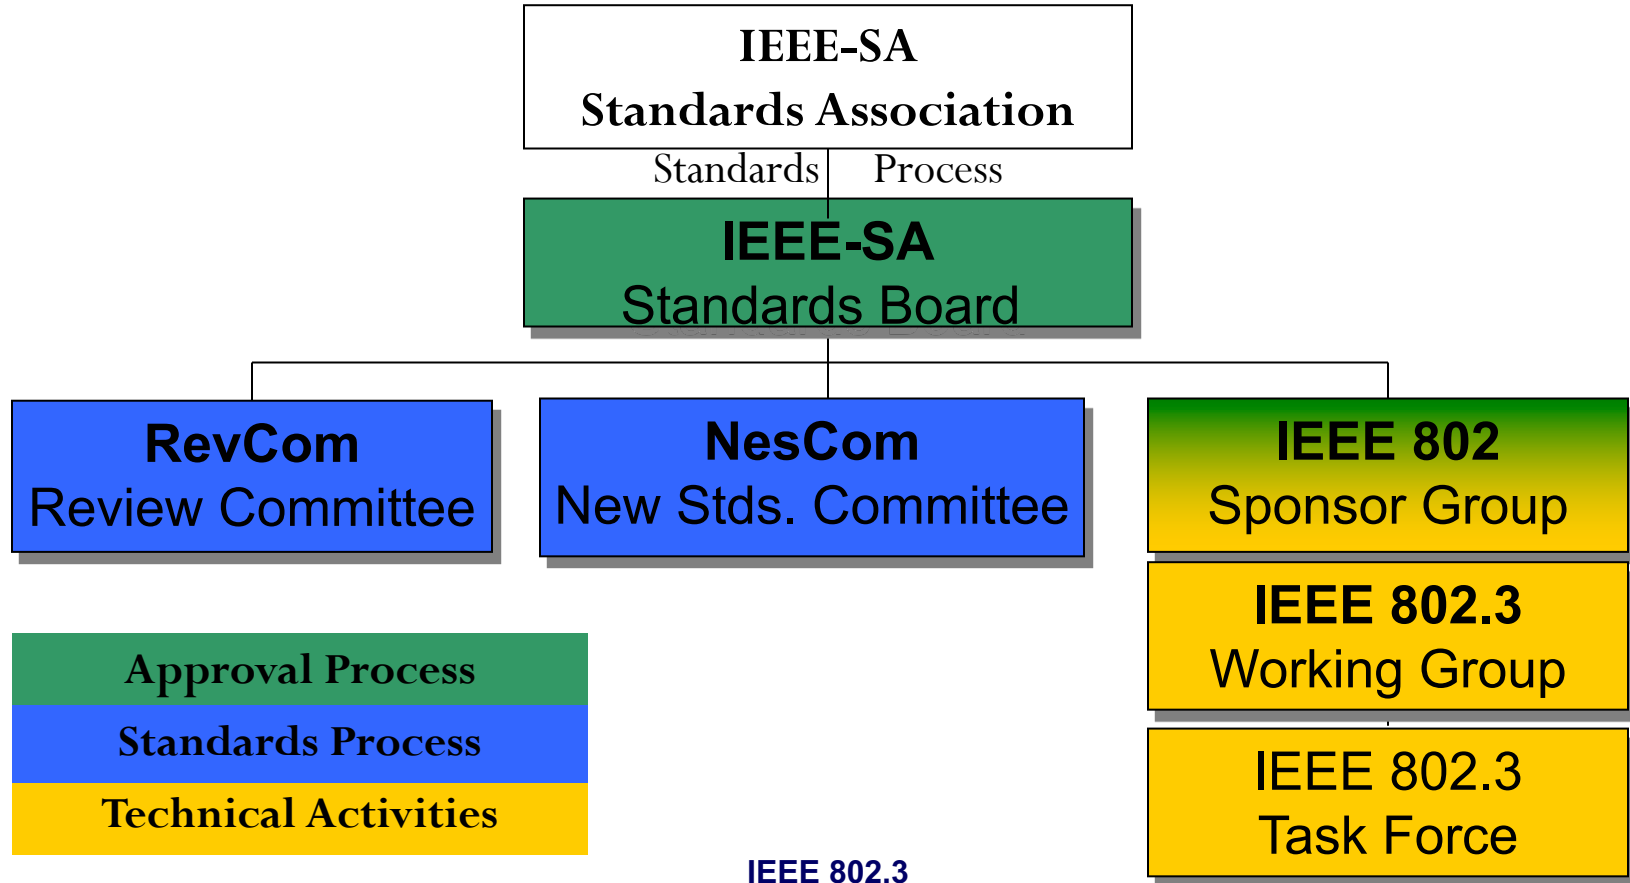 IEEE-SA
Standards Association
Standards Process
IEEE-SA
Standards Board
RevCom
Review Committee
NesCom
New Stds. Committee
IEEE 802
Sponsor Group
IEEE 802.3
Working Group
IEEE 802.3
Task Force
Approval Process
Standards Process
Technical Activities
IEEE 802.3